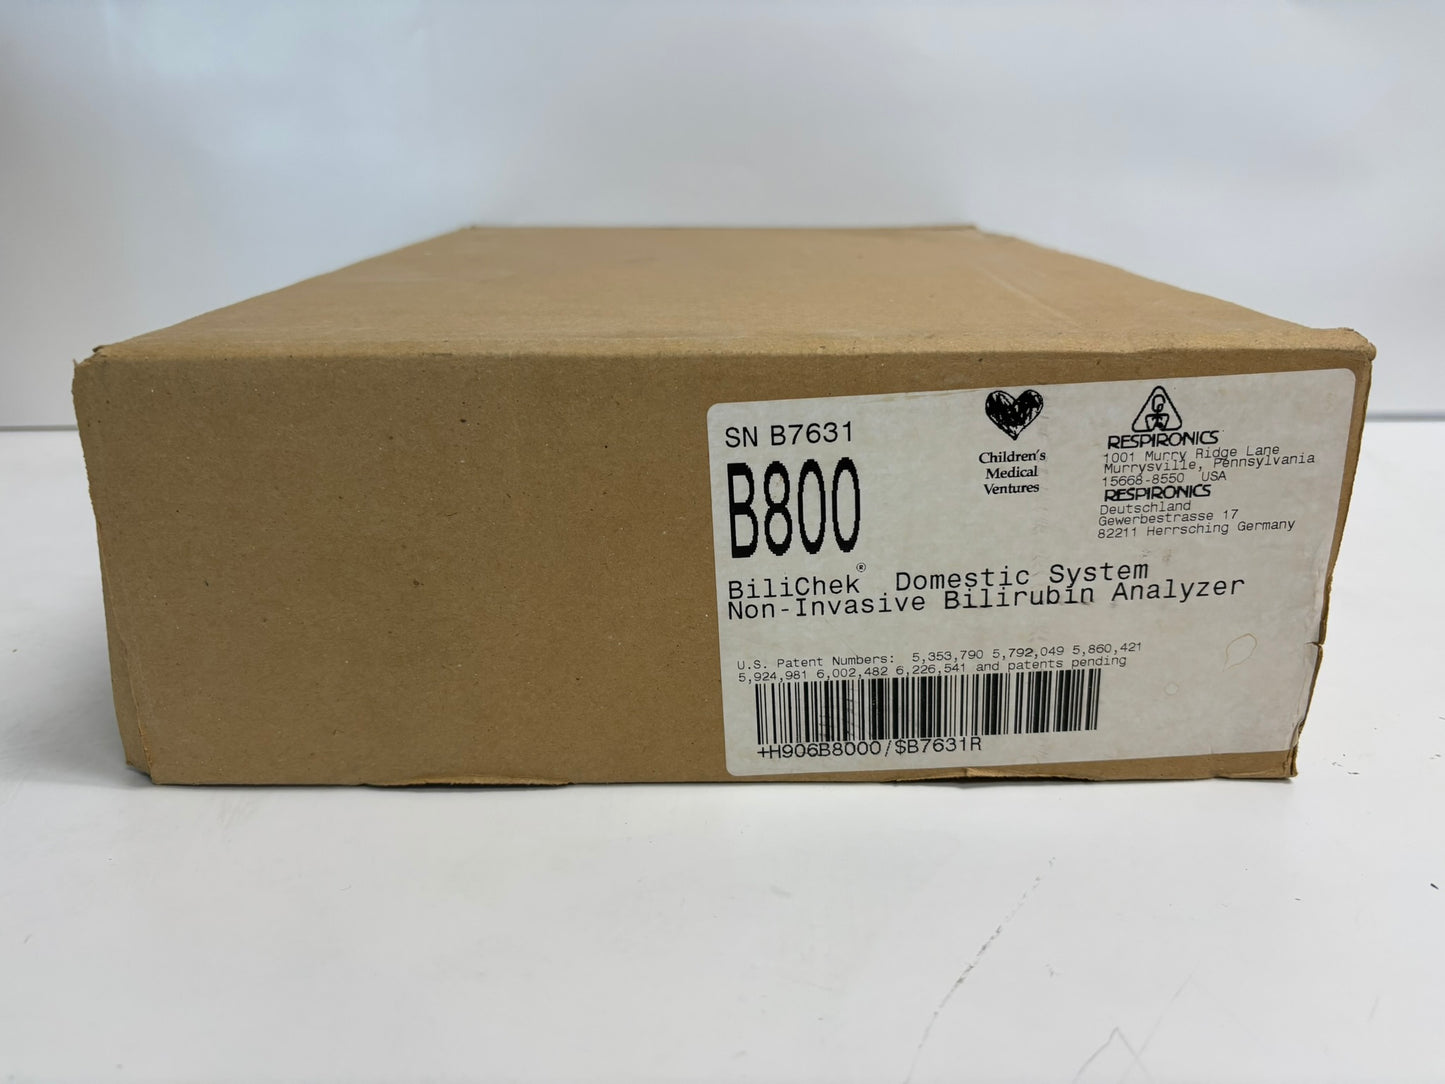 SN B7631
B800
Children's
Medical
Ventures
RESPIRONICS
1001 Murry Ridge Lane
Murrysville, Pennsylvania
15668-8550 USA
RESPIRONICS
Deutschland
Gewerbestrasse 17
82211 Herrsching Germany
BiliChek® Domestic System
Non-Invasive Bilirubin Analyzer
U.S. Patent Numbers: 5,353,790 5,792,049 5,860,421
5,924,981 6,002,482 6,226,541 and patents pending
+H906B8000/$B7631R